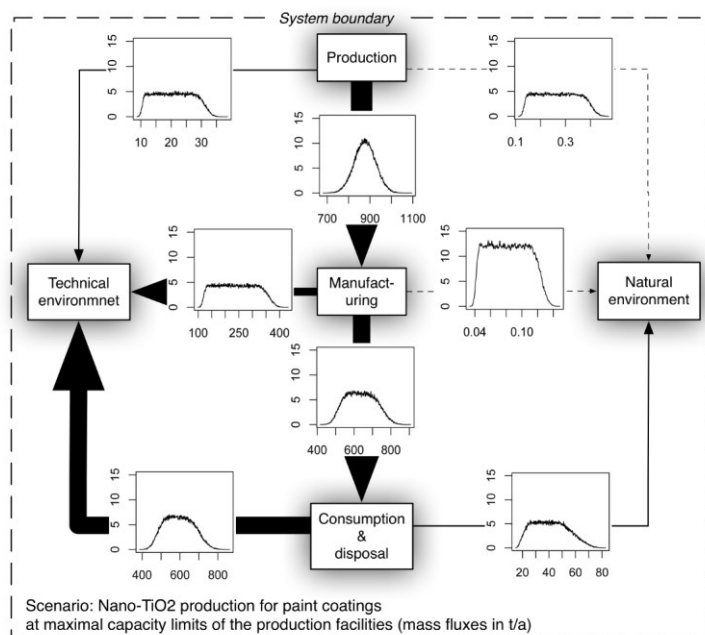 System boundary
Production
15
10
5
0
10 20 30
15
10
5
0
0.1 0.3
15
10
5
0
700 900 1100
Technical
environmnet
15
10
5
0
100 250 400
Manufact-
uring
15
10
5
0
0.04 0.10
Natural
environment
15
10
5
0
400 600 800
15
10
5
0
400 600 800
Consumption
&
disposal
15
10
5
0
20 40 60 80
Scenario: Nano-TiO2 production for paint coatings
at maximal capacity limits of the production facilities (mass fluxes in t/a)